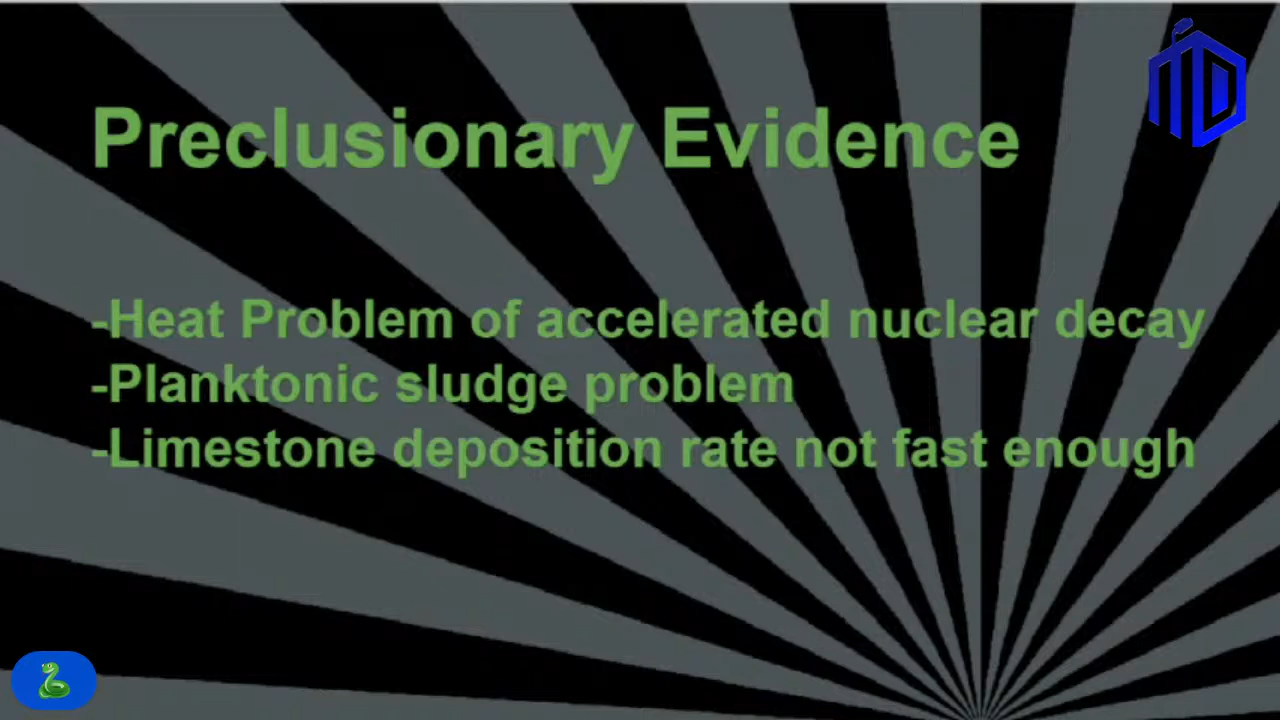 Preclusionary Evidence
-Heat Problem of accelerated nuclear decay
-Planktonic sludge problem
-Limestone deposition rate not fast enough